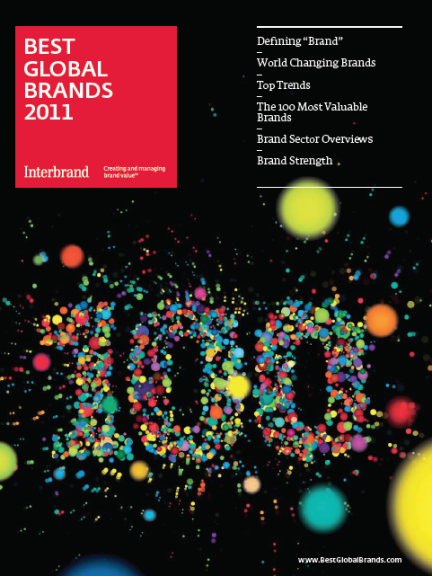 BEST
GLOBAL
BRANDS
2011
Interbrand
Creating and managing
brand value™
Defining “Brand”
World Changing Brands
Top Trends
The 100 Most Valuable
Brands
Brand Sector Overviews
Brand Strength
100
www.BestGlobalBrands.com